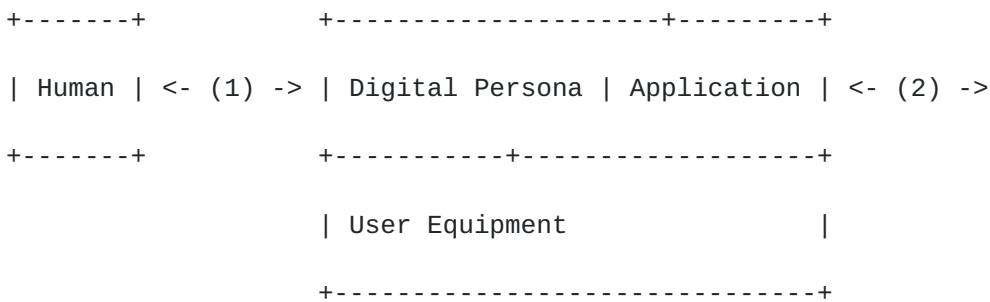 +-------+            +----------------------+---------+
| Human | <- (1) -> | Digital Persona | Application | <- (2) ->
+-------+            +-----------+-------------------+
| User Equipment                 |
+-------------------------------+